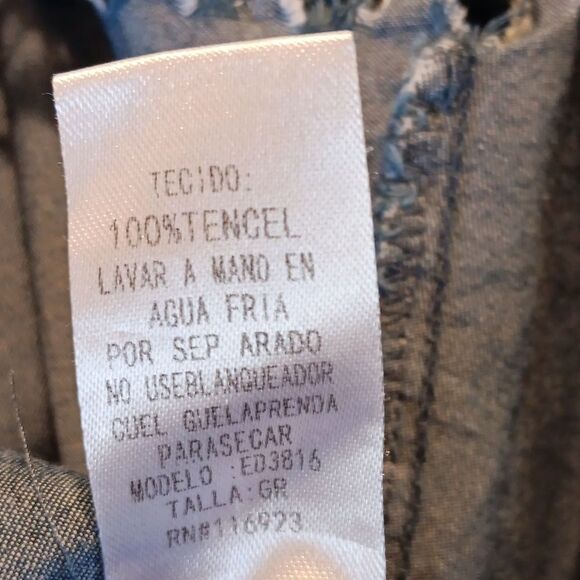 TECIDO:
100%TENCEL
LAVAR A MANO EN
AGUA FRIA
POR SEP ARADO
NO USEBLANQUEADOR
CUEL GUELAPRENDA
PARASECAR
MODELO :ED3816
TALLA:GR
RN#116923